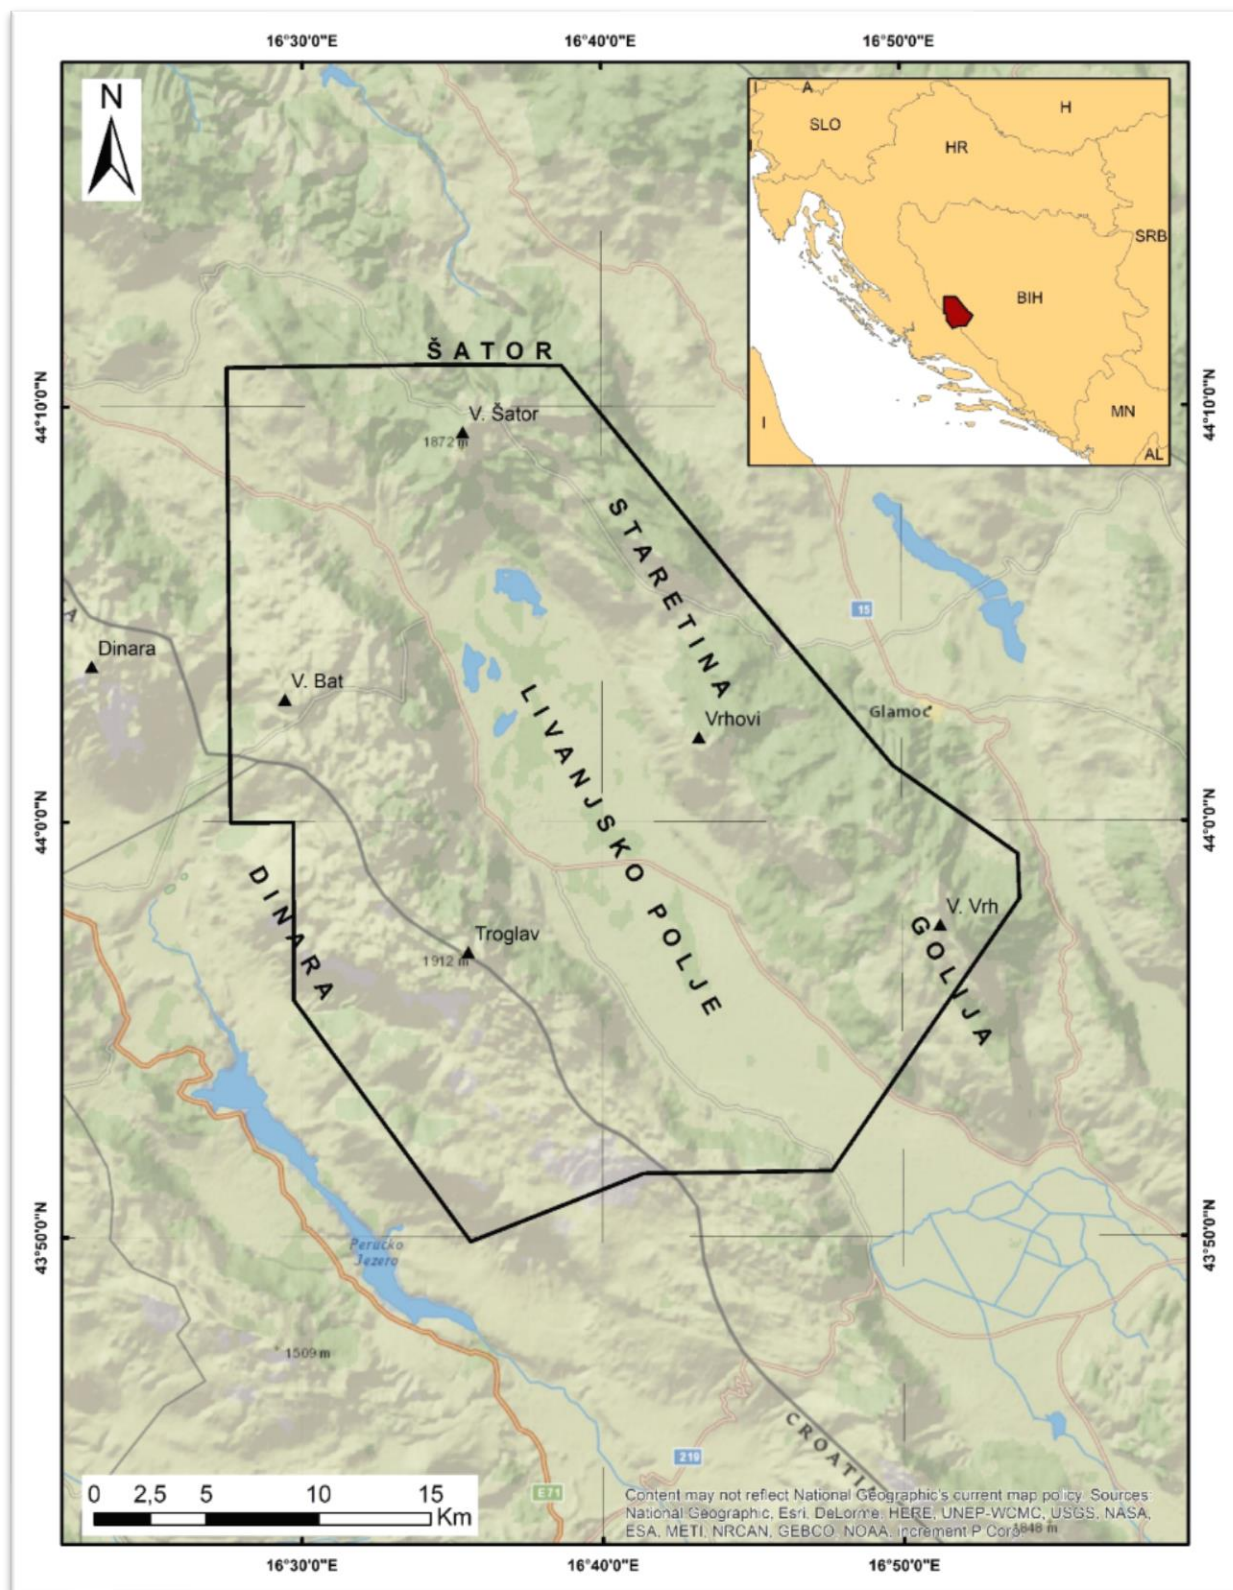 16°30'0"E
16°40'0"E
16°50'0"E
N
I
A
H
SLO
HR
SRB
BIH
I
MN
AL
ŠATOR
44°10'0"N
44°10'0"N
V. Šator
1872 m
STARETINA
15
Dinara
V. Bat
Glamoč
Vrhovi
LIVANJSKO POLJE
44°0'0"N
44°0'0"N
DINARA
V. Vrh
GOLIJA
Troglav
1912 m
43°50'0"N
43°50'0"N
Perućko
Jezero
1509 m
CROATI
219
E71
0 2,5 5 10 15
Km
Content may not reflect National Geographic's current map policy. Sources:
National Geographic, Esri, DeLorme, HERE, UNEP-WCMC, USGS, NASA,
ESA, METI, NRCAN, GEBCO, NOAA, increment P Corp.
1848 m
16°30'0"E
16°40'0"E
16°50'0"E